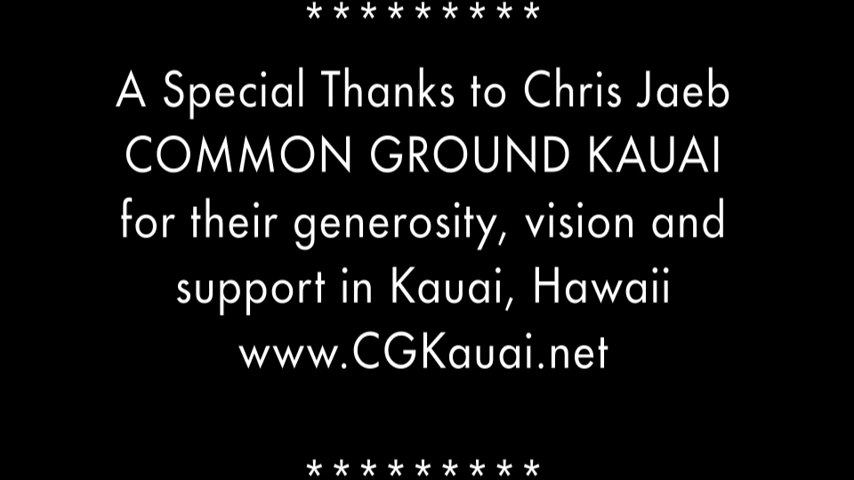 *********
A Special Thanks to Chris Jaeb
COMMON GROUND KAUAI
for their generosity, vision and
support in Kauai, Hawaii
www.CGKauai.net
*********